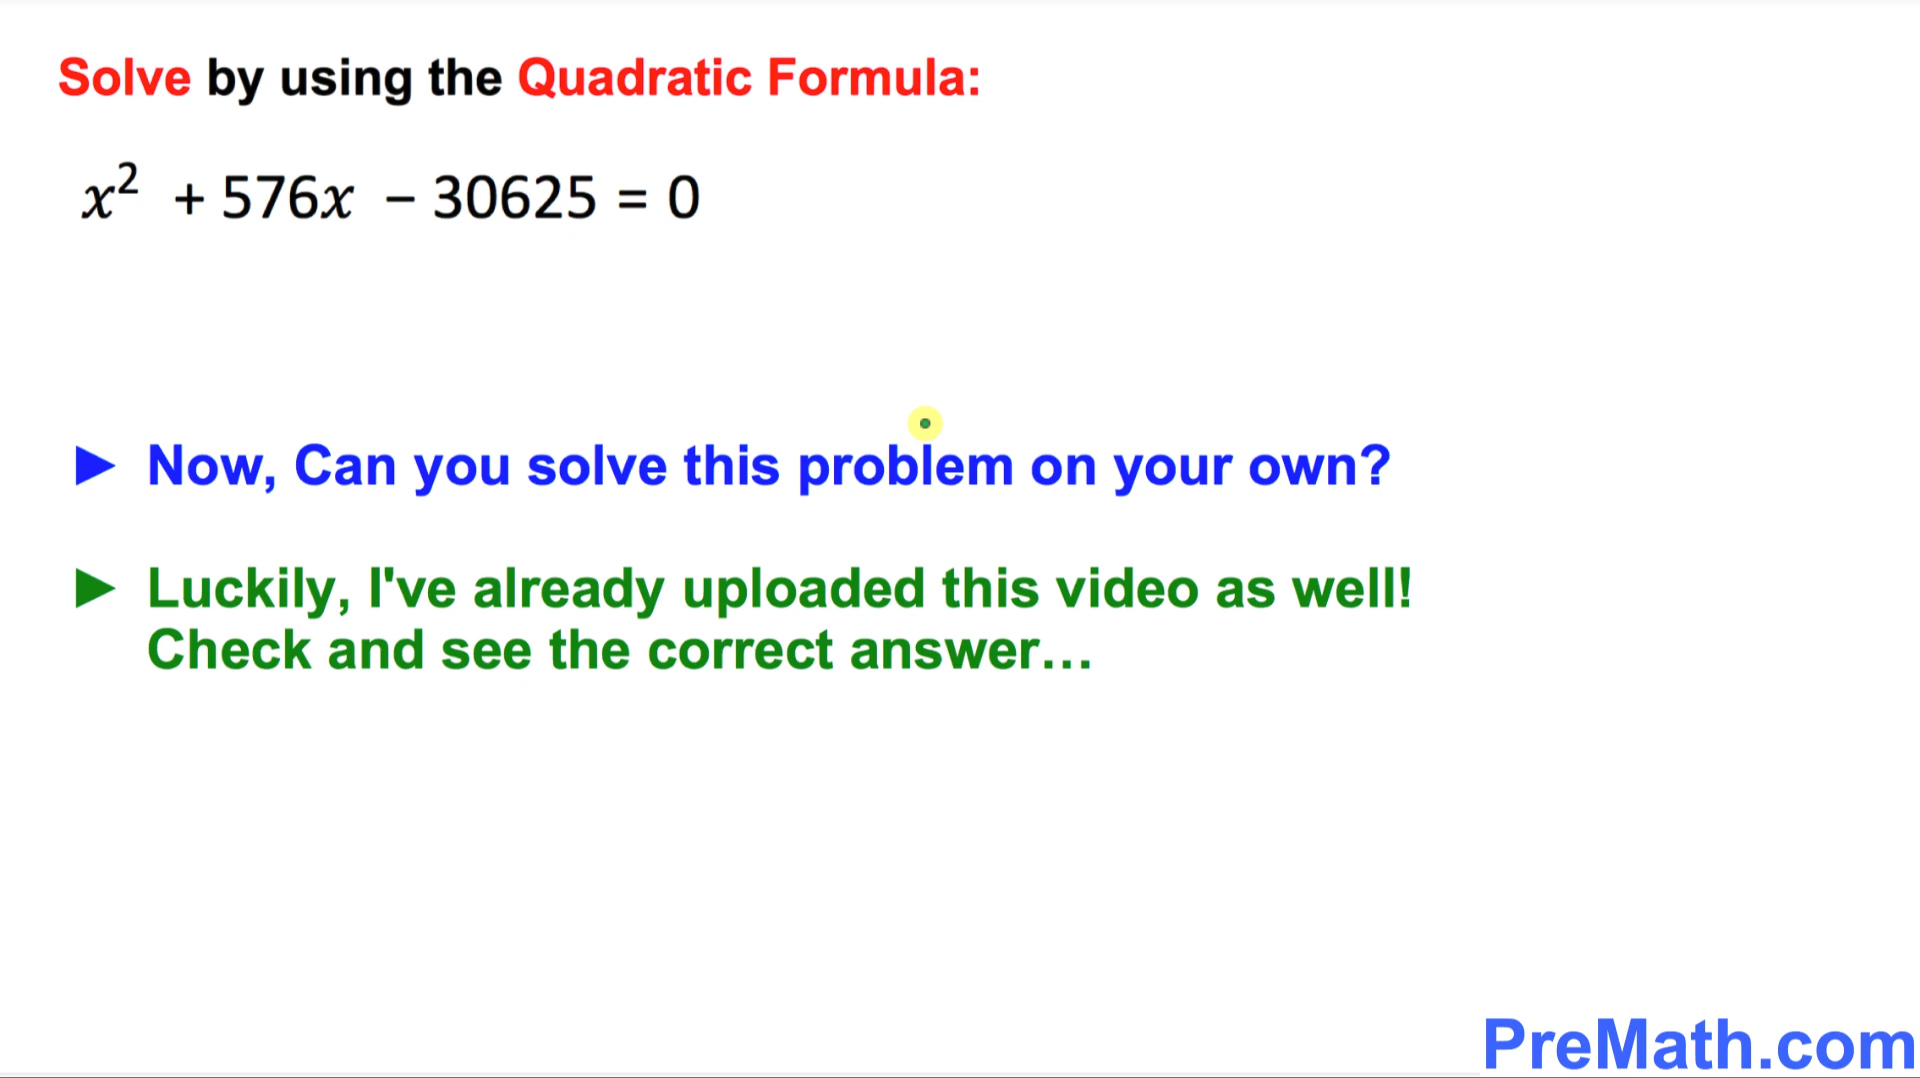 Solve by using the Quadratic Formula:
x² + 576x − 30625 = 0
► Now, Can you solve this problem on your own?
► Luckily, I've already uploaded this video as well!
Check and see the correct answer...
PreMath.com